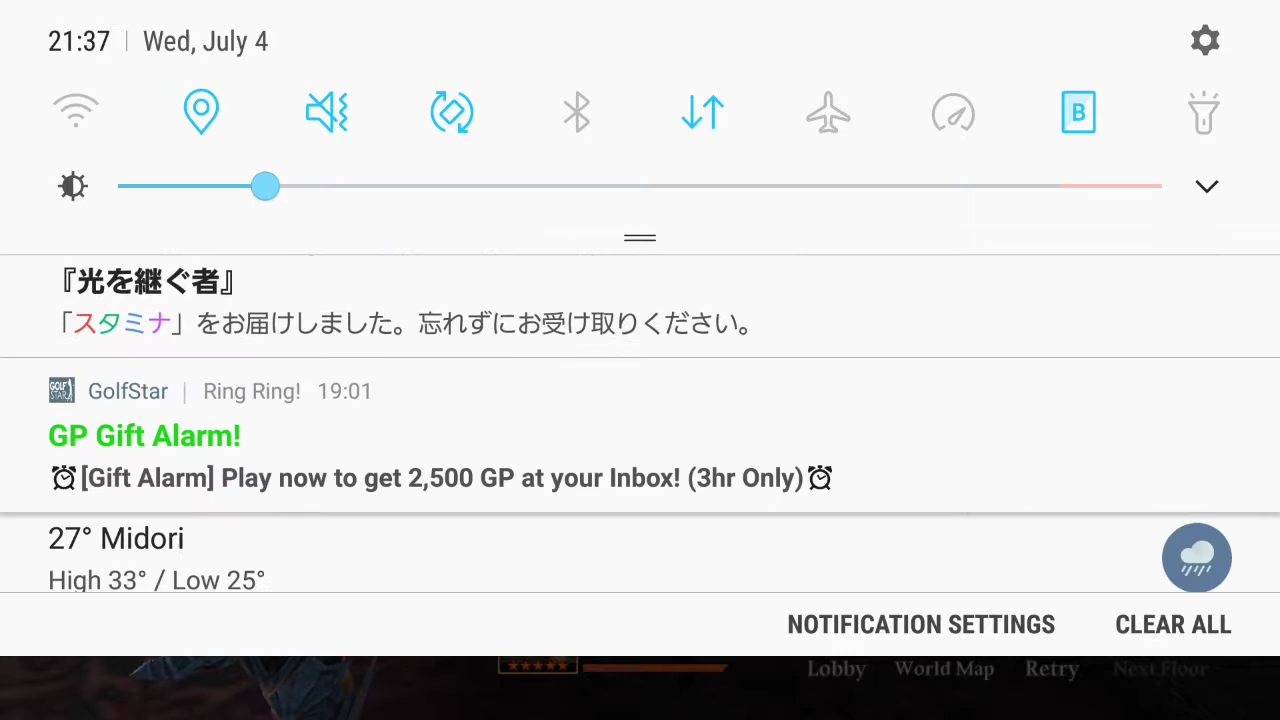 21:37 | Wed, July 4
B
『光を継ぐ者』
「スタミナ」をお届けしました。忘れずにお受け取りください。
GOLF STAR GolfStar | Ring Ring! 19:01
GP Gift Alarm!
⏰[Gift Alarm] Play now to get 2,500 GP at your Inbox! (3hr Only)⏰
27° Midori
High 33° / Low 25°
NOTIFICATION SETTINGS CLEAR ALL
Lobby World Map Retry Next Floor